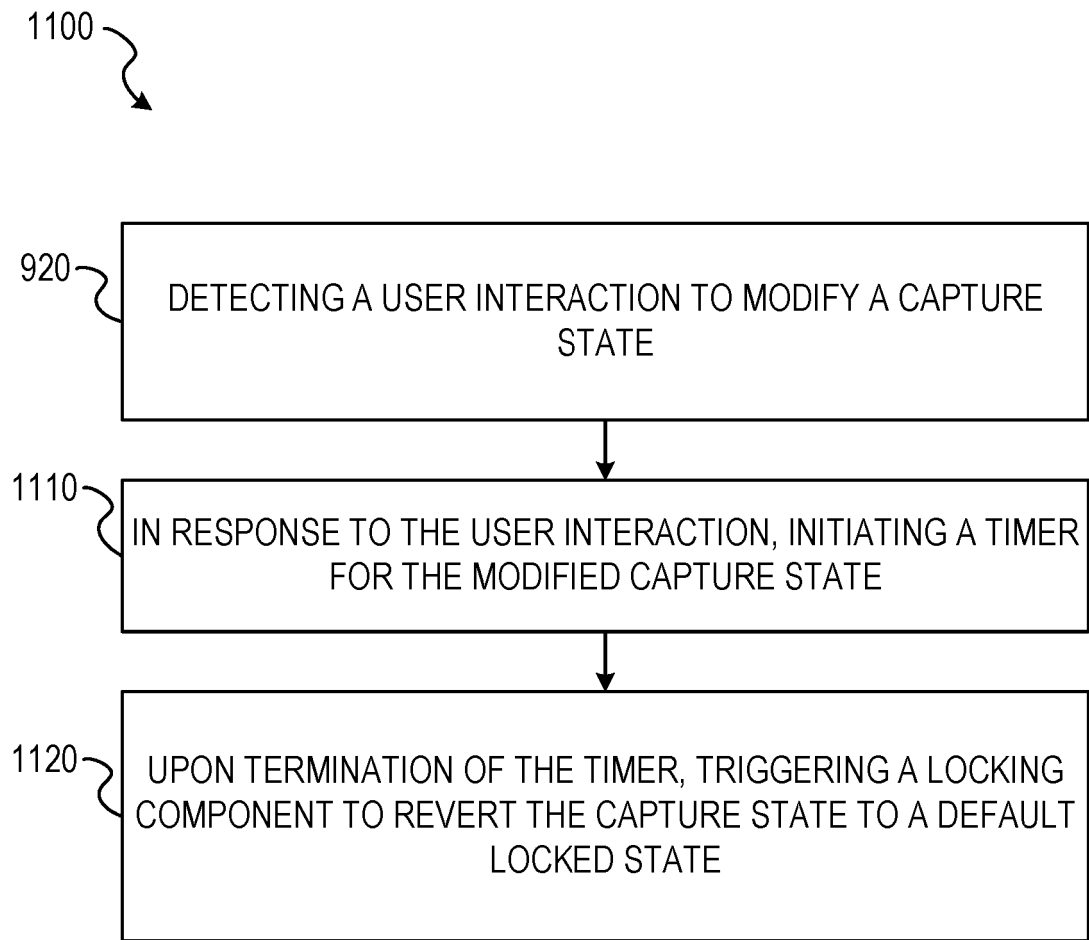 1100
920
DETECTING A USER INTERACTION TO MODIFY A CAPTURE
STATE
1110
IN RESPONSE TO THE USER INTERACTION, INITIATING A TIMER
FOR THE MODIFIED CAPTURE STATE
1120
UPON TERMINATION OF THE TIMER, TRIGGERING A LOCKING
COMPONENT TO REVERT THE CAPTURE STATE TO A DEFAULT
LOCKED STATE